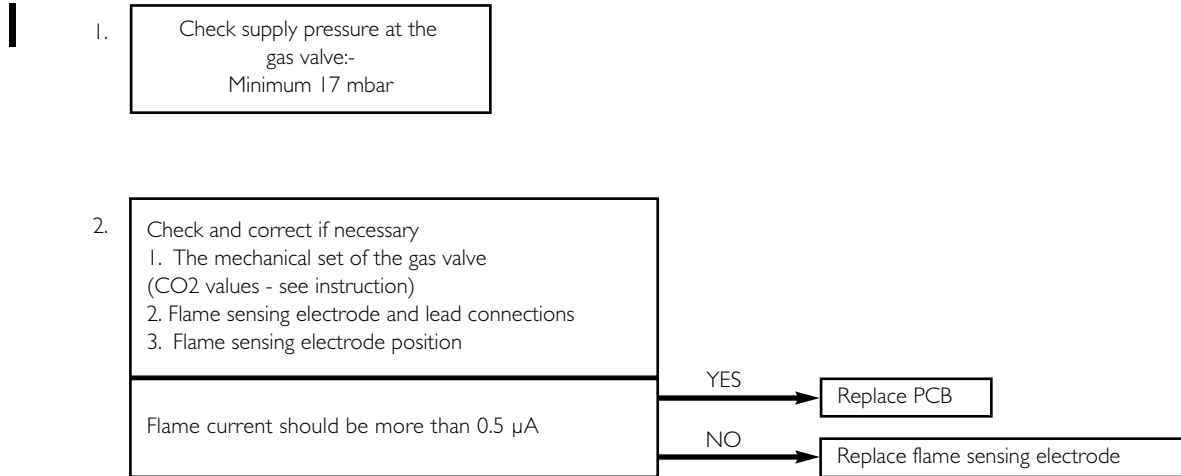 1.
Check supply pressure at the
gas valve:-
Minimum 17 mbar
2.
Check and correct if necessary
1. The mechanical set of the gas valve
(CO2 values - see instruction)
2. Flame sensing electrode and lead connections
3. Flame sensing electrode position
Flame current should be more than 0.5 µA
YES
Replace PCB
NO
Replace flame sensing electrode